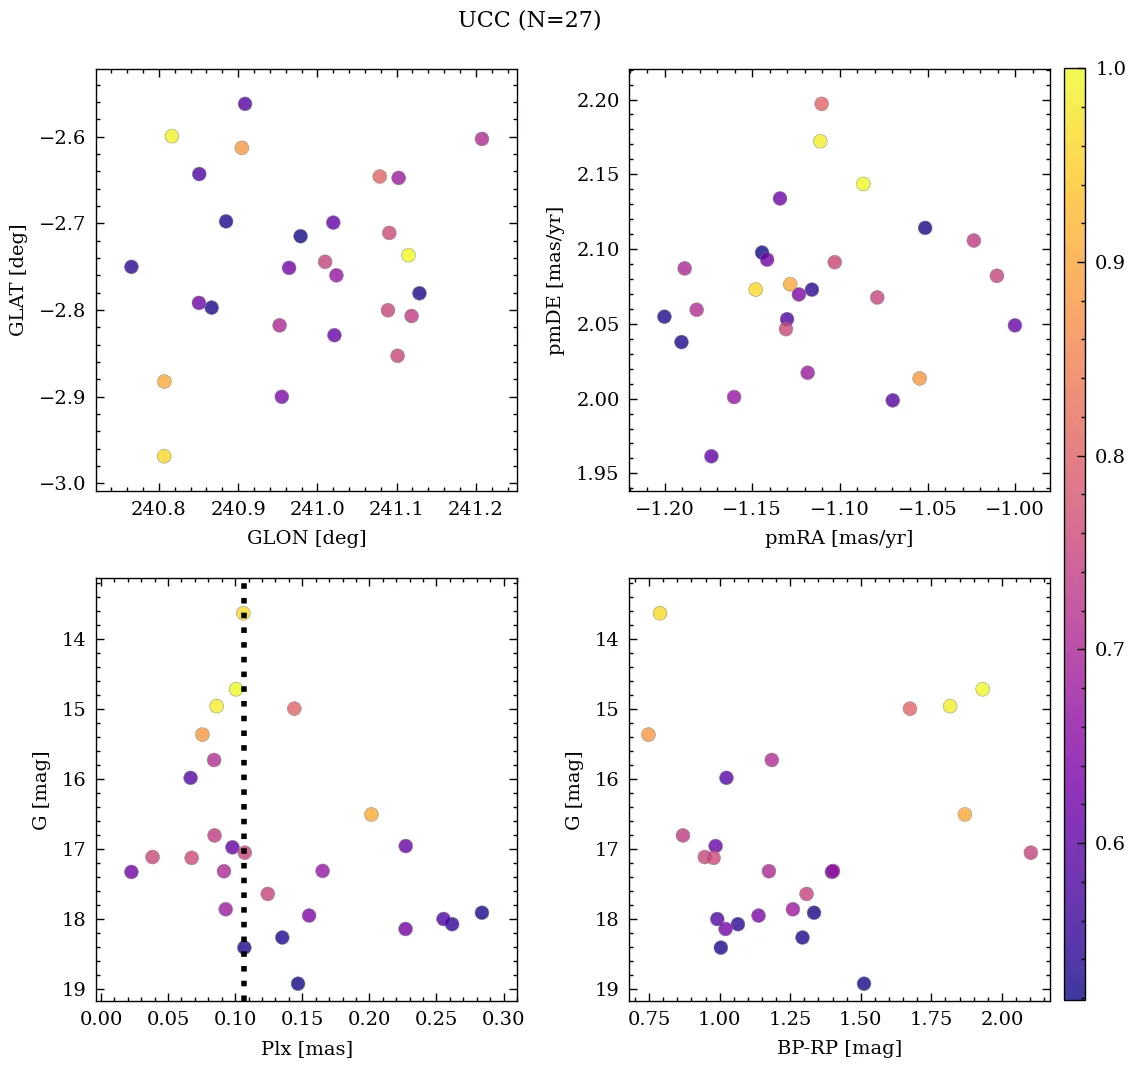 UCC (N=27)
−2.6
−2.7
−2.8
−2.9
−3.0
GLAT [deg]
240.8 240.9 241.0 241.1 241.2
GLON [deg]
2.20
2.15
2.10
2.05
2.00
1.95
pmDE [mas/yr]
−1.20 −1.15 −1.10 −1.05 −1.00
pmRA [mas/yr]
1.0
0.9
0.8
0.7
0.6
14
15
16
17
18
19
G [mag]
0.00 0.05 0.10 0.15 0.20 0.25 0.30
Plx [mas]
14
15
16
17
18
19
G [mag]
0.75 1.00 1.25 1.50 1.75 2.00
BP-RP [mag]